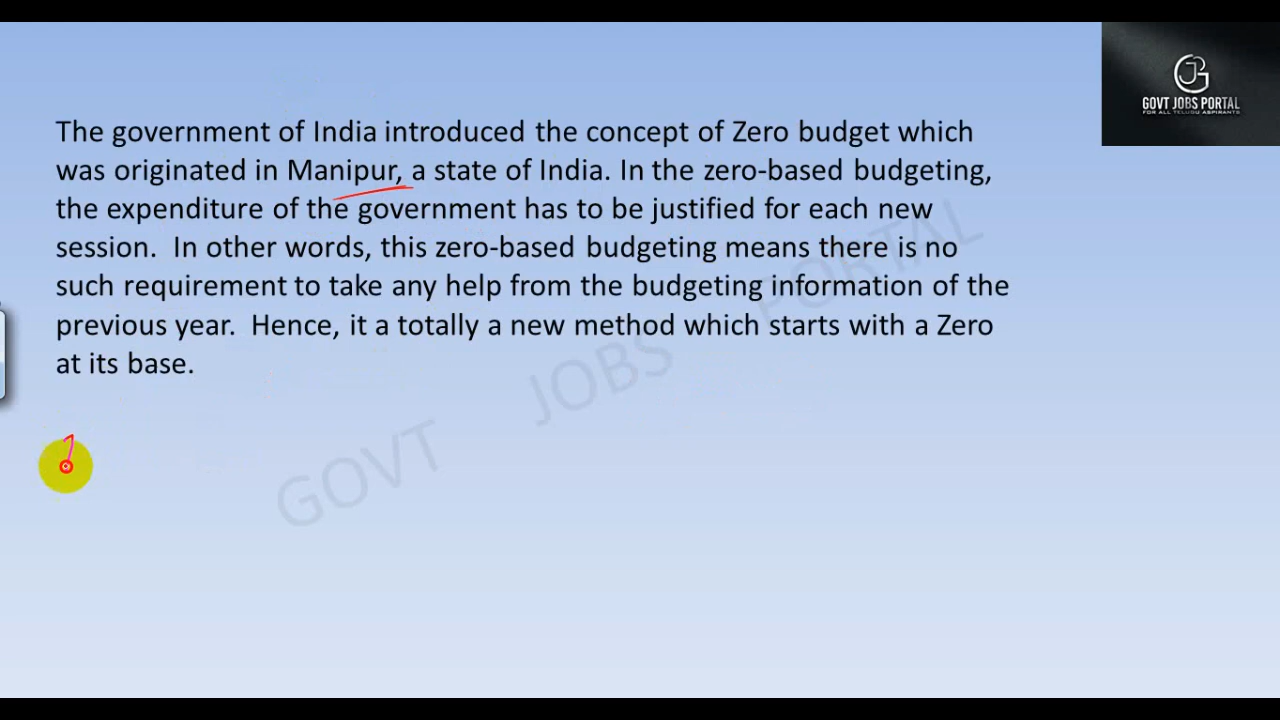 GOVT JOBS PORTAL
FOR ALL TELUGU ASPIRANTS
The government of India introduced the concept of Zero budget which
was originated in Manipur, a state of India. In the zero-based budgeting,
the expenditure of the government has to be justified for each new
session.  In other words, this zero-based budgeting means there is no
such requirement to take any help from the budgeting information of the
previous year.  Hence, it a totally a new method which starts with a Zero
at its base.
GOVT JOBS PORTAL